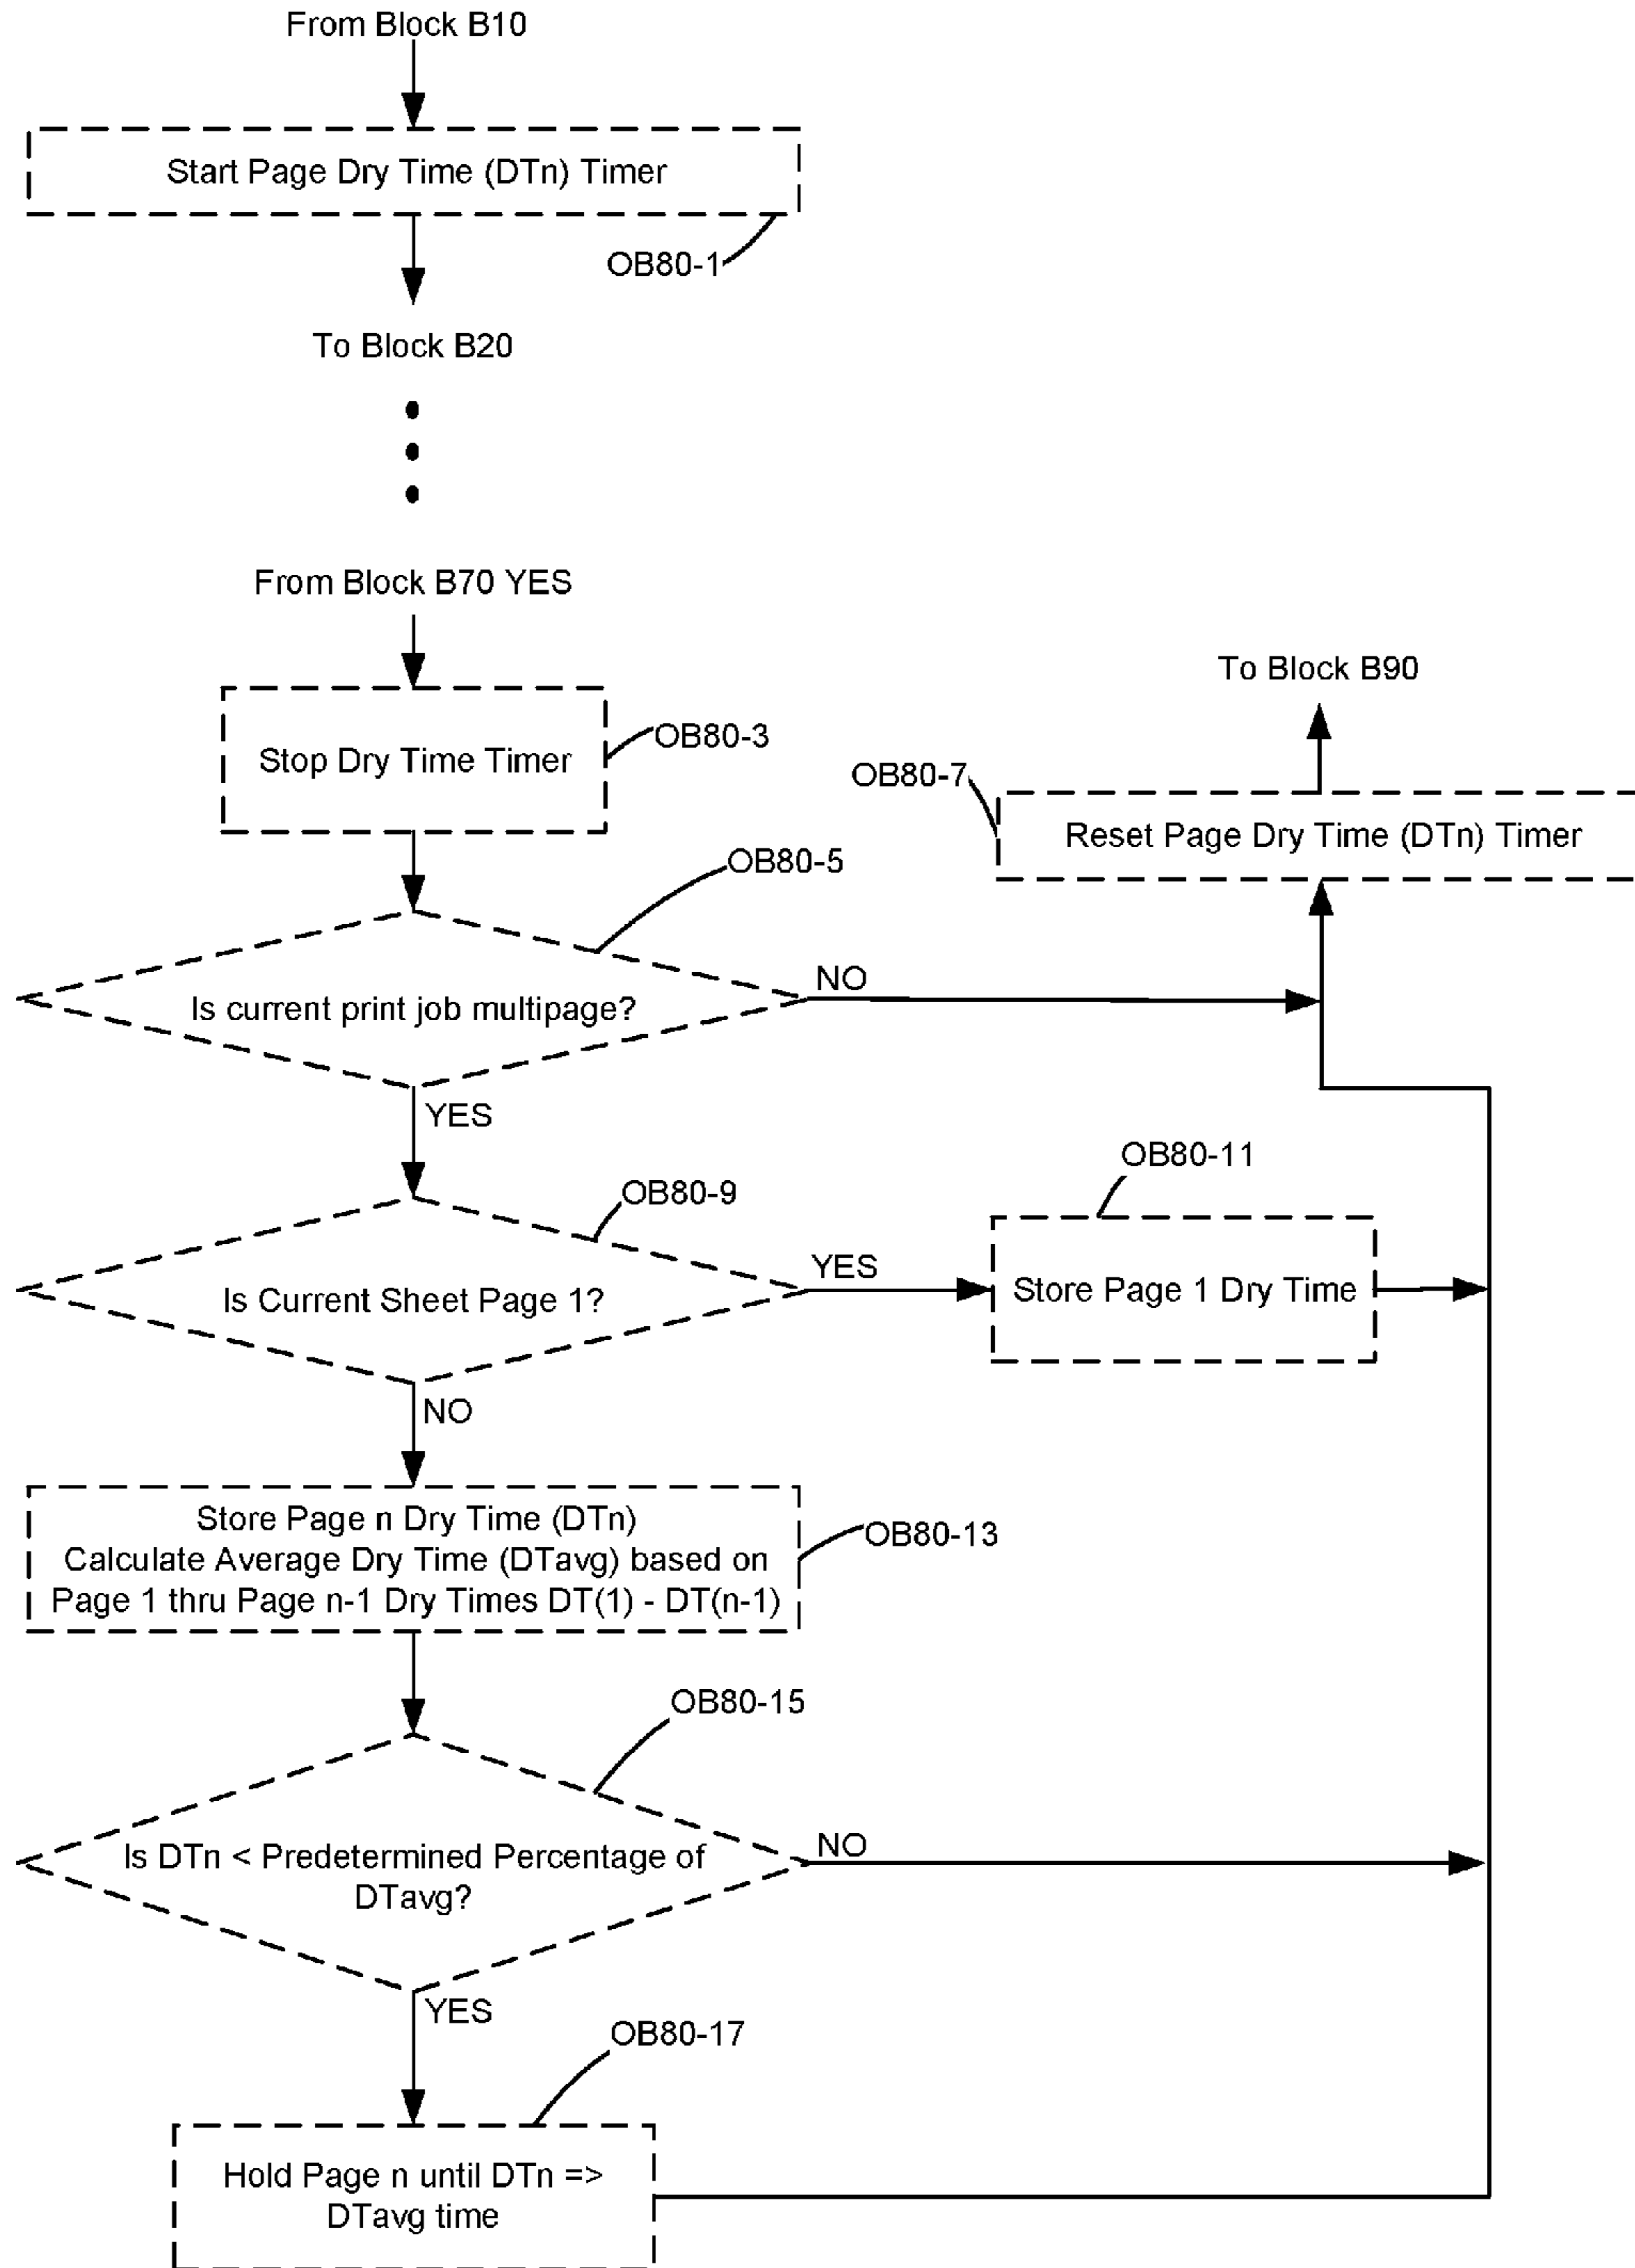 From Block B10
Start Page Dry Time (DTn) Timer
OB80-1
To Block B20
From Block B70 YES
To Block B90
Stop Dry Time Timer
OB80-3
OB80-7
Reset Page Dry Time (DTn) Timer
OB80-5
Is current print job multipage?
NO
YES
OB80-9
OB80-11
Is Current Sheet Page 1?
YES
Store Page 1 Dry Time
NO
Store Page n Dry Time (DTn)
Calculate Average Dry Time (DTavg) based on
Page 1 thru Page n-1 Dry Times DT(1) - DT(n-1)
OB80-13
OB80-15
Is DTn < Predetermined Percentage of
DTavg?
NO
YES
OB80-17
Hold Page n until DTn =>
DTavg time